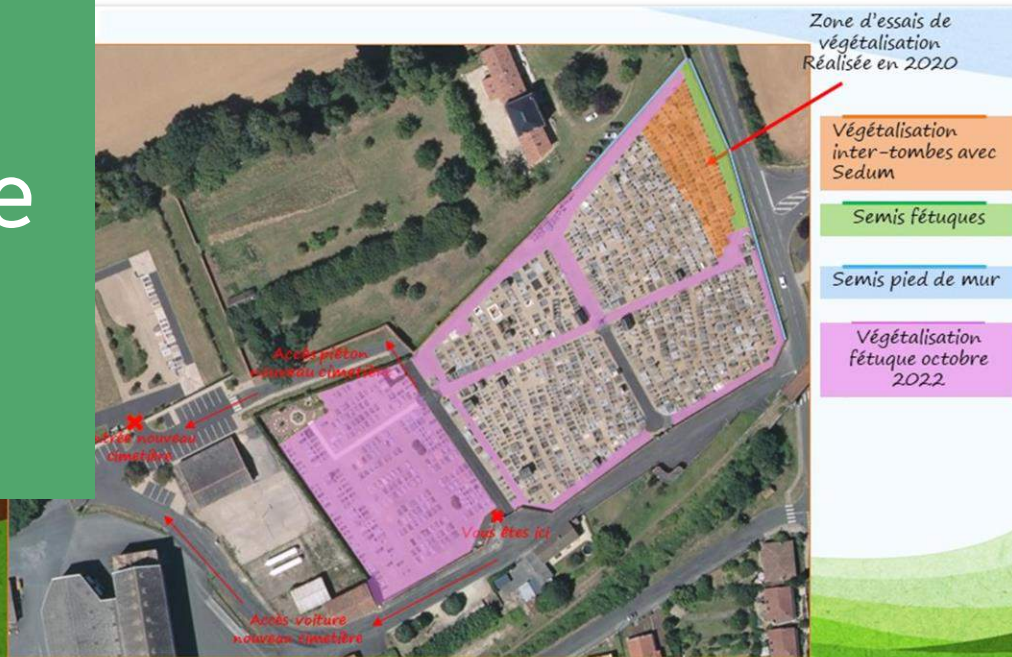 e
Zone d'essais de
végétalisation
Réalisée en 2020
Végétalisation
inter-tombes avec
Sedum
Semis fétuques
Semis pied de mur
Végétalisation
fétuque octobre
2022
Accès piéton
nouveau cimetière
nouveau
cimetière
Vous êtes ici
Accès voiture
nouveau cimetière